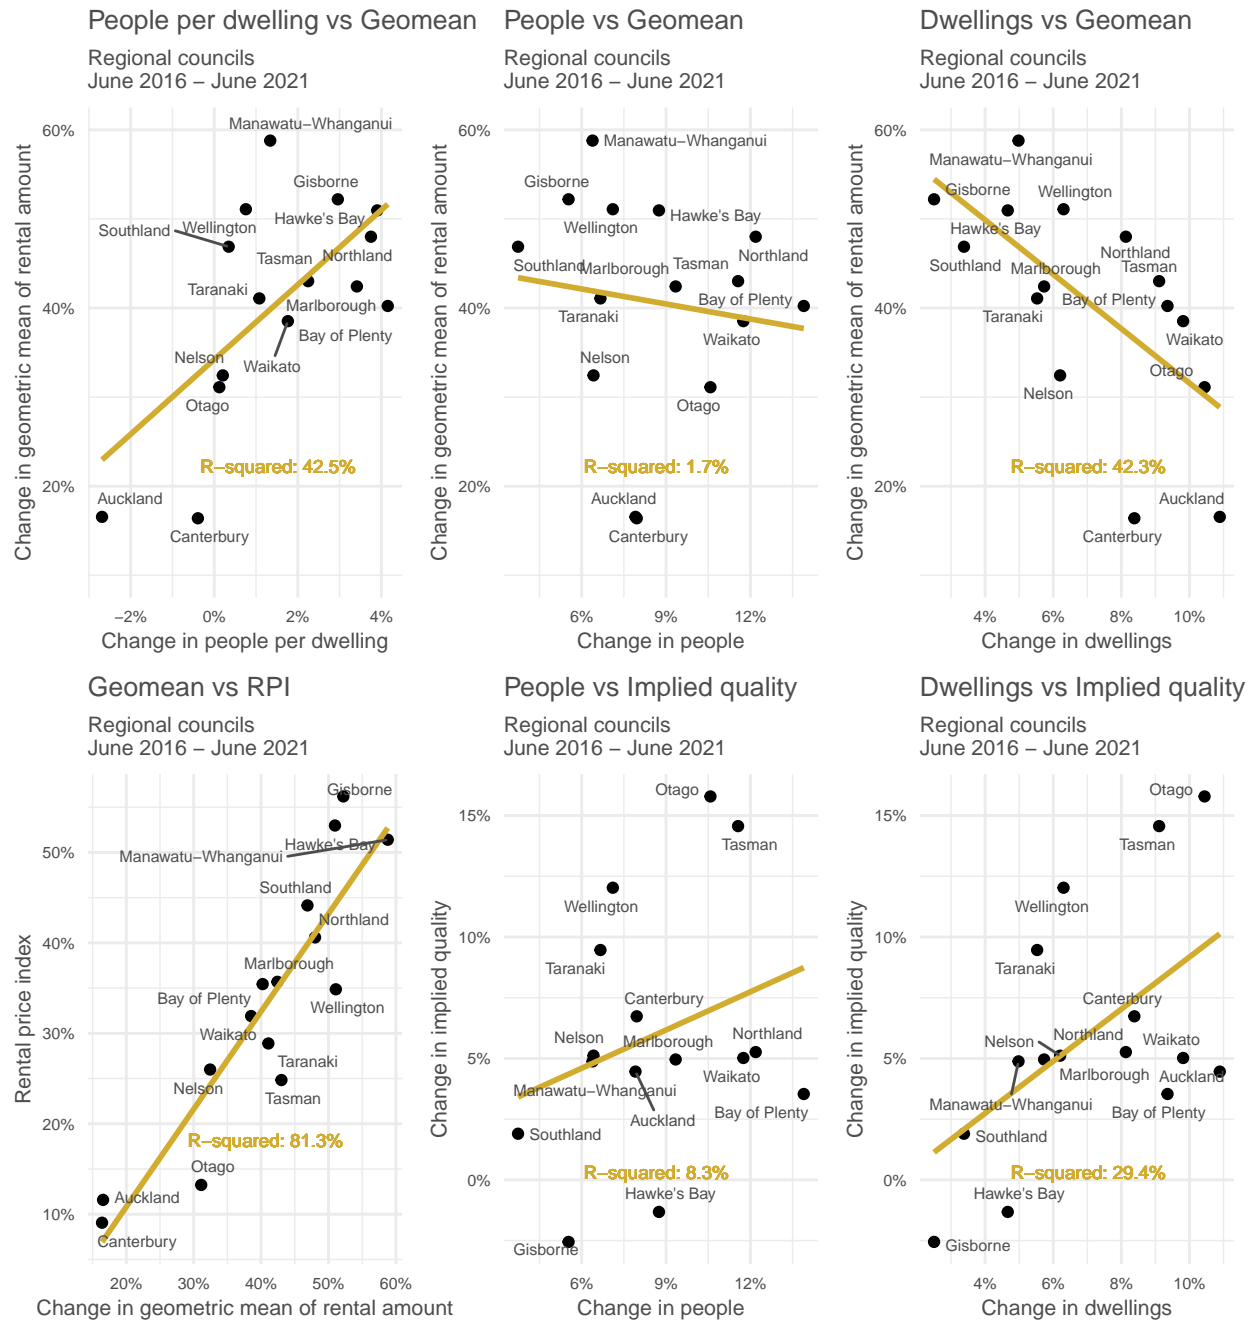 People per dwelling vs Geomean
Regional councils
June 2016 – June 2021
Change in geometric mean of rental amount
60%
40%
20%
Manawatu–Whanganui
Gisborne
Hawke's Bay
Southland
Wellington
Tasman
Northland
Taranaki
Marlborough
Bay of Plenty
Nelson
Waikato
Otago
R–squared: 42.5%
Auckland
Canterbury
–2%
0%
2%
4%
Change in people per dwelling
People vs Geomean
Regional councils
June 2016 – June 2021
Change in geometric mean of rental amount
60%
40%
20%
Manawatu–Whanganui
Gisborne
Wellington
Hawke's Bay
Northland
Southland
Marlborough
Tasman
Bay of Plenty
Taranaki
Waikato
Nelson
Otago
R–squared: 1.7%
Auckland
Canterbury
6%
9%
12%
Change in people
Dwellings vs Geomean
Regional councils
June 2016 – June 2021
Change in geometric mean of rental amount
60%
40%
20%
Manawatu–Whanganui
Gisborne
Wellington
Hawke's Bay
Southland
Northland
Marlborough
Tasman
Bay of Plenty
Taranaki
Waikato
Otago
Nelson
R–squared: 42.3%
Auckland
Canterbury
4%
6%
8%
10%
Change in dwellings
Geomean vs RPI
Regional councils
June 2016 – June 2021
Rental price index
50%
40%
30%
20%
10%
Gisborne
Hawke's Bay
Manawatu–Whanganui
Southland
Northland
Marlborough
Bay of Plenty
Wellington
Waikato
Taranaki
Nelson
Tasman
R–squared: 81.3%
Otago
Auckland
Canterbury
20%
30%
40%
50%
60%
Change in geometric mean of rental amount
People vs Implied quality
Regional councils
June 2016 – June 2021
Change in implied quality
15%
10%
5%
0%
Otago
Tasman
Wellington
Taranaki
Canterbury
Nelson
Marlborough
Northland
Waikato
Manawatu–Whanganui
Auckland
Bay of Plenty
Southland
R–squared: 8.3%
Hawke's Bay
Gisborne
6%
9%
12%
Change in people
Dwellings vs Implied quality
Regional councils
June 2016 – June 2021
Change in implied quality
15%
10%
5%
0%
Otago
Tasman
Wellington
Taranaki
Canterbury
Nelson
Northland
Waikato
Marlborough
Auckland
Manawatu–Whanganui
Bay of Plenty
Southland
R–squared: 29.4%
Hawke's Bay
Gisborne
4%
6%
8%
10%
Change in dwellings